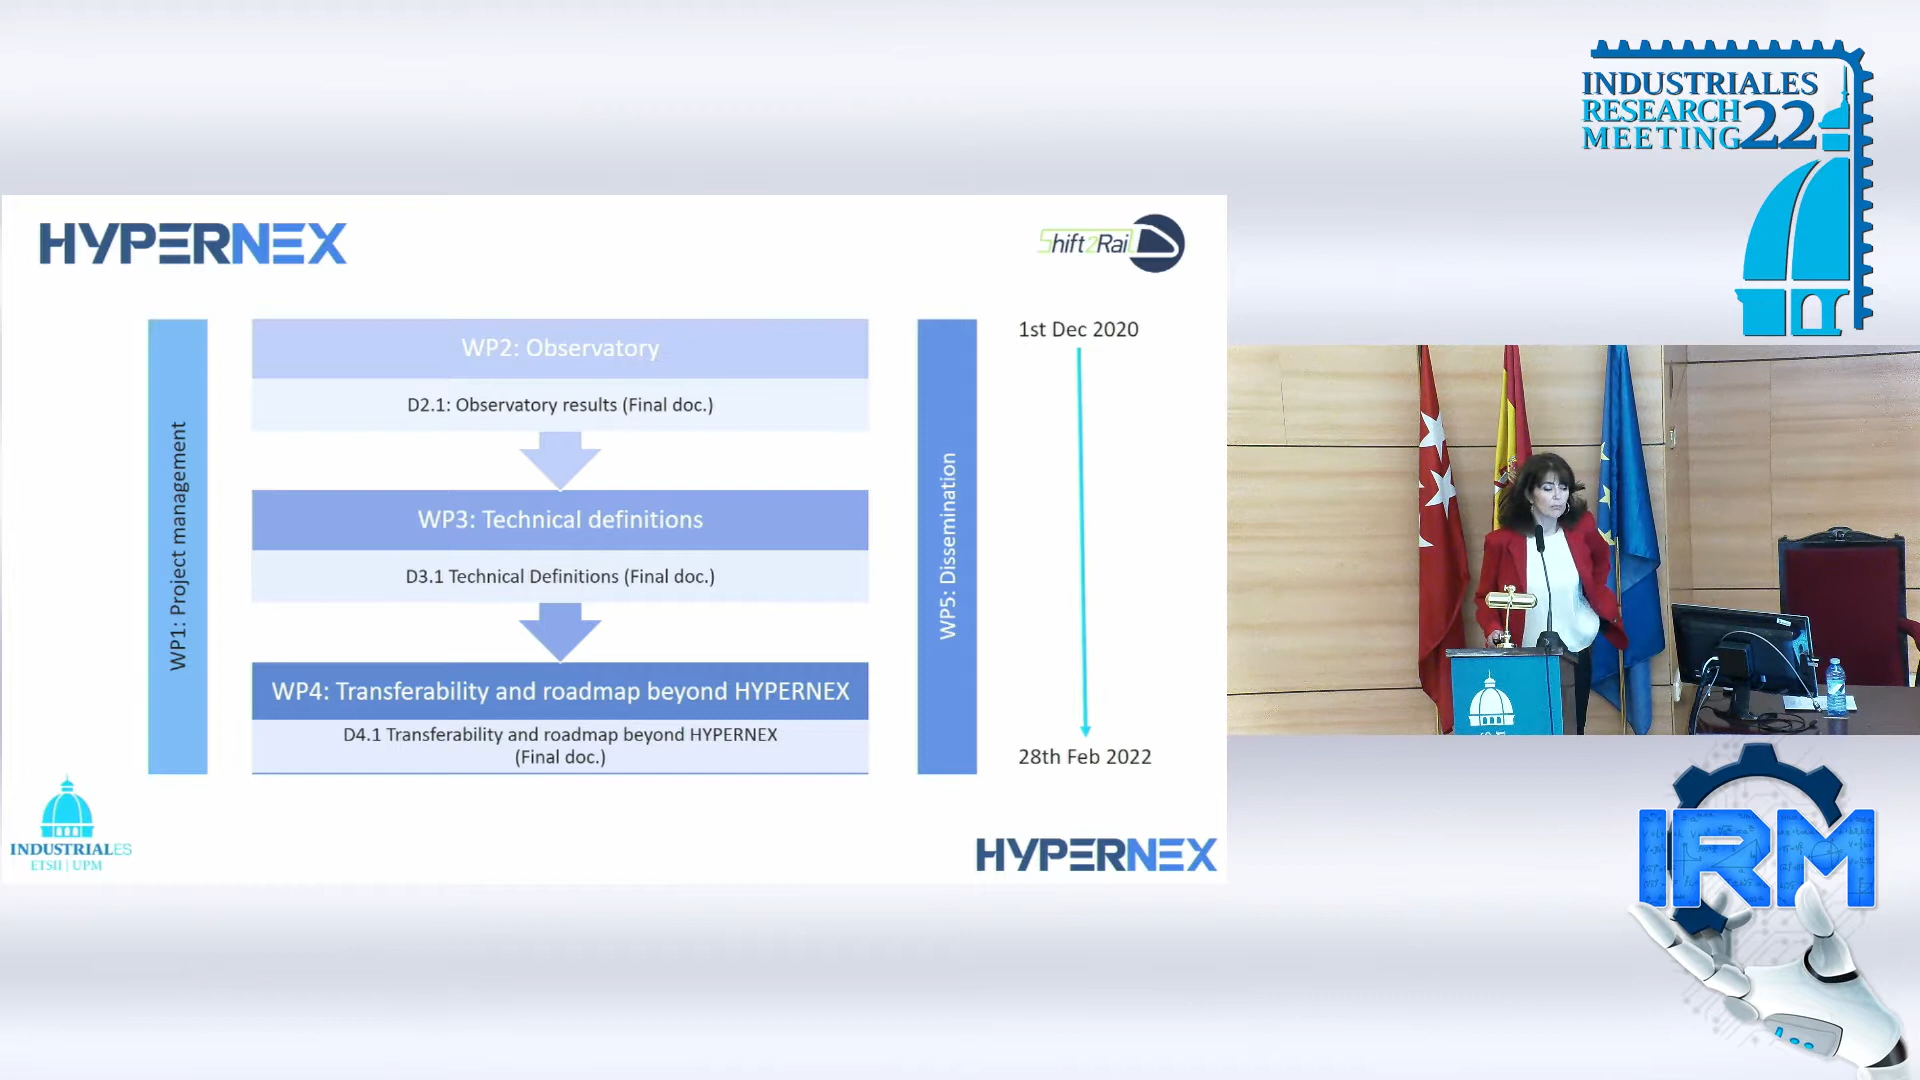 INDUSTRIALES
RESEARCH
MEETING 22
HYPERNEX
Shift2Rail
WP1: Project management
WP2: Observatory
D2.1: Observatory results (Final doc.)
WP3: Technical definitions
D3.1 Technical Definitions (Final doc.)
WP4: Transferability and roadmap beyond HYPERNEX
D4.1 Transferability and roadmap beyond HYPERNEX
(Final doc.)
WP5: Dissemination
1st Dec 2020
28th Feb 2022
INDUSTRIALES
ETSII | UPM
HYPERNEX
IRM